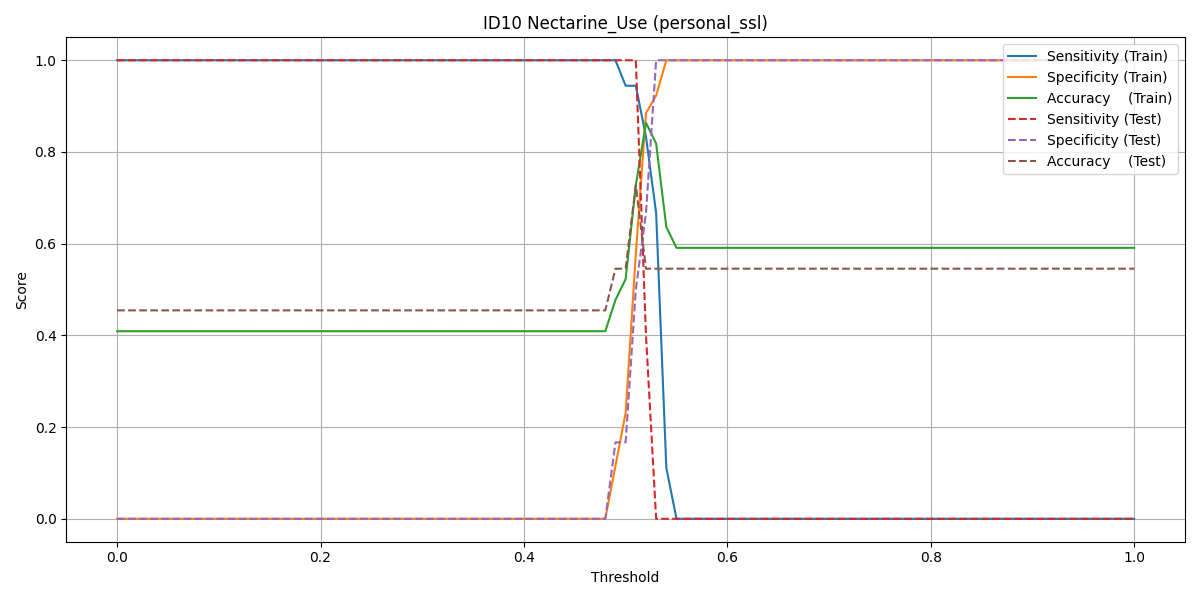 ID10 Nectarine_Use (personal_ssl)
Sensitivity (Train)
Specificity (Train)
Accuracy    (Train)
Sensitivity (Test)
Specificity (Test)
Accuracy    (Test)
Score
1.0
0.8
0.6
0.4
0.2
0.0
0.0 0.2 0.4 0.6 0.8 1.0
Threshold